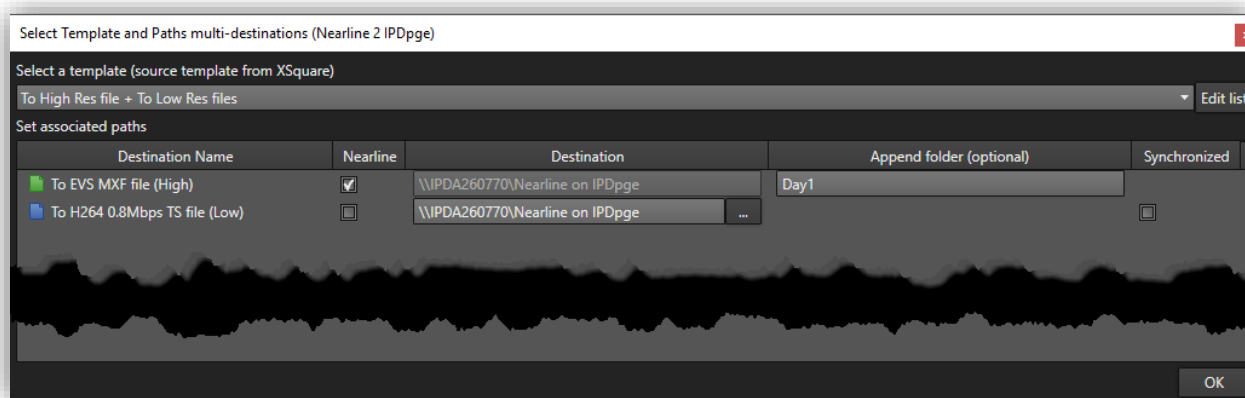 Select Template and Paths multi-destinations (Nearline 2 IPDpge)
Select a template (source template from XSquare)
To High Res file + To Low Res files
Edit list
Set associated paths
Destination Name Nearline Destination Append folder (optional) Synchronized
To EVS MXF file (High) \\IPDA260770\Nearline on IPDpge Day1
To H264 0.8Mbps TS file (Low) \\IPDA260770\Nearline on IPDpge ...
OK